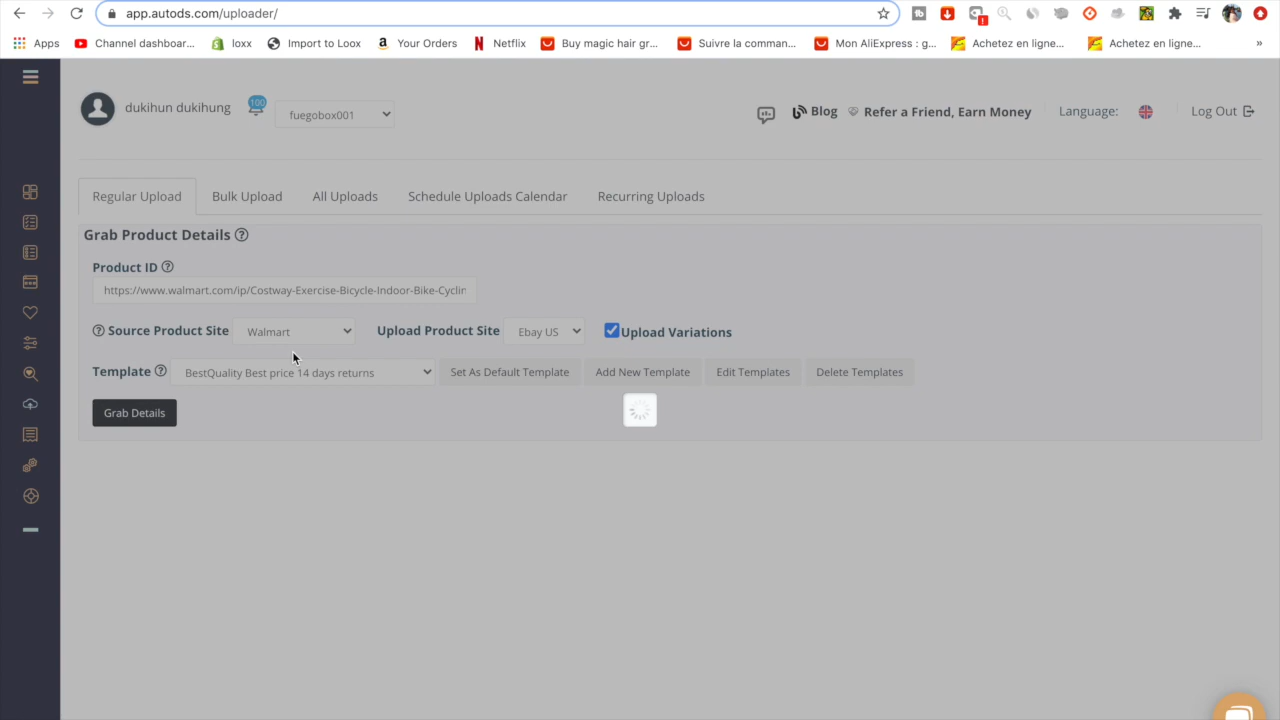 app.autods.com/uploader/
Apps Channel dashboar... loxx Import to Loox Your Orders Netflix Buy magic hair gr... Suivre la comman... Mon AliExpress : g... Achetez en ligne... Achetez en ligne... »
dukihun dukihung 100 fuegobox001 Blog Refer a Friend, Earn Money Language: Log Out
Regular Upload Bulk Upload All Uploads Schedule Uploads Calendar Recurring Uploads
Grab Product Details
Product ID
https://www.walmart.com/ip/Costway-Exercise-Bicycle-Indoor-Bike-Cyclin
Source Product Site Walmart Upload Product Site Ebay US Upload Variations
Template BestQuality Best price 14 days returns Set As Default Template Add New Template Edit Templates Delete Templates
Grab Details